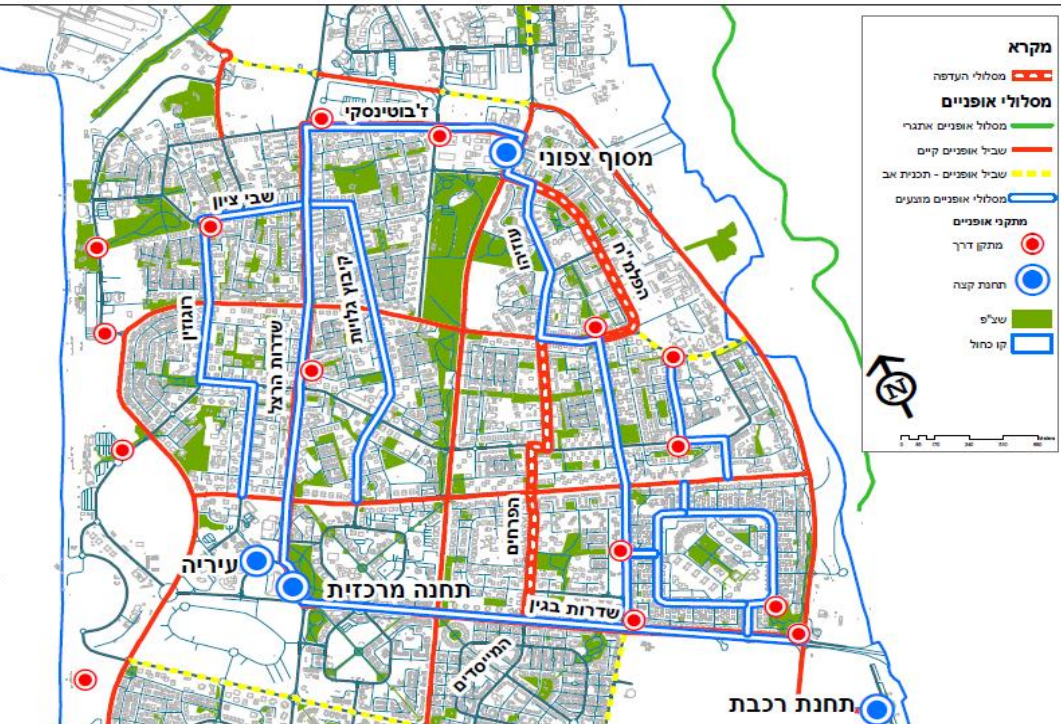 מקרא
מסלולי העדפה
מסלולי אופניים
מסלול אופניים אתגרי
שביל אופניים קיים
שביל אופניים - תכנית אב
מסלולי אופניים מוצעים
מתקני אופניים
מתקן דרך
תחנת קצה
שצ"פ
קו כחול
N
ז'בוטינסקי
מסוף צפוני
שבי ציון
עוזיהו
הפלמ"ח
קיבוץ גלויות
רוגוזין
שדרות הרצל
הפרחים
עיריה
תחנה מרכזית
שדרות בגין
המייסדים
תחנת רכבת